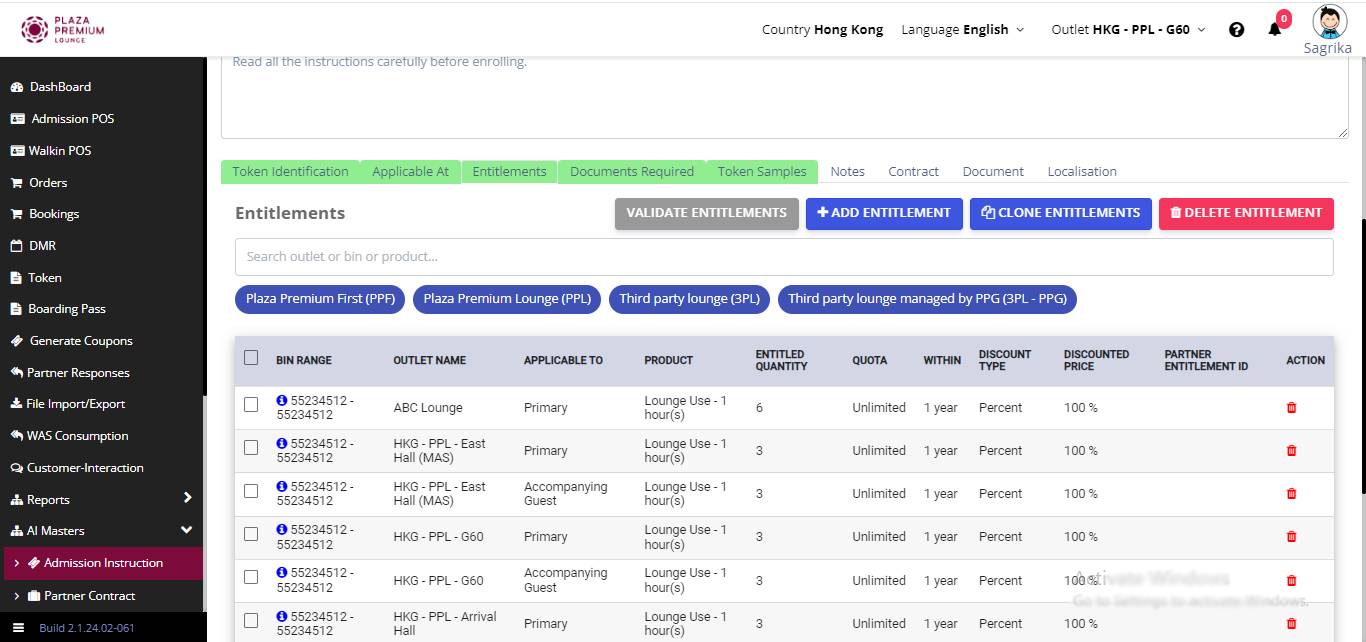 PLAZA
PREMIUM
LOUNGE
Country Hong Kong
Language English
Outlet HKG - PPL - G60
0
Sagrika
DashBoard
Admission POS
Walkin POS
Orders
Bookings
DMR
Token
Boarding Pass
Generate Coupons
Partner Responses
File Import/Export
WAS Consumption
Customer-Interaction
Reports
AI Masters
Admission Instruction
Partner Contract
Build 2.1.24.02-061
Read all the instructions carefully before enrolling.
Token Identification Applicable At Entitlements Documents Required Token Samples Notes Contract Document Localisation
Entitlements
VALIDATE ENTITLEMENTS
ADD ENTITLEMENT
CLONE ENTITLEMENTS
DELETE ENTITLEMENT
Search outlet or bin or product...
Plaza Premium First (PPF)
Plaza Premium Lounge (PPL)
Third party lounge (3PL)
Third party lounge managed by PPG (3PL - PPG)
BIN RANGE OUTLET NAME APPLICABLE TO PRODUCT ENTITLED QUANTITY QUOTA WITHIN DISCOUNT TYPE DISCOUNTED PRICE PARTNER ENTITLEMENT ID ACTION
55234512 - 55234512 ABC Lounge Primary Lounge Use - 1 hour(s) 6 Unlimited 1 year Percent 100 %
55234512 - 55234512 HKG - PPL - East Hall (MAS) Primary Lounge Use - 1 hour(s) 3 Unlimited 1 year Percent 100 %
55234512 - 55234512 HKG - PPL - East Hall (MAS) Accompanying Guest Lounge Use - 1 hour(s) 3 Unlimited 1 year Percent 100 %
55234512 - 55234512 HKG - PPL - G60 Primary Lounge Use - 1 hour(s) 3 Unlimited 1 year Percent 100 %
55234512 - 55234512 HKG - PPL - G60 Accompanying Guest Lounge Use - 1 hour(s) 3 Unlimited 1 year Percent 100 %
55234512 - 55234512 HKG - PPL - Arrival Hall Primary Lounge Use - 1 hour(s) 3 Unlimited 1 year Percent 100 %
Activate Windows
Go to Settings to activate Windows.